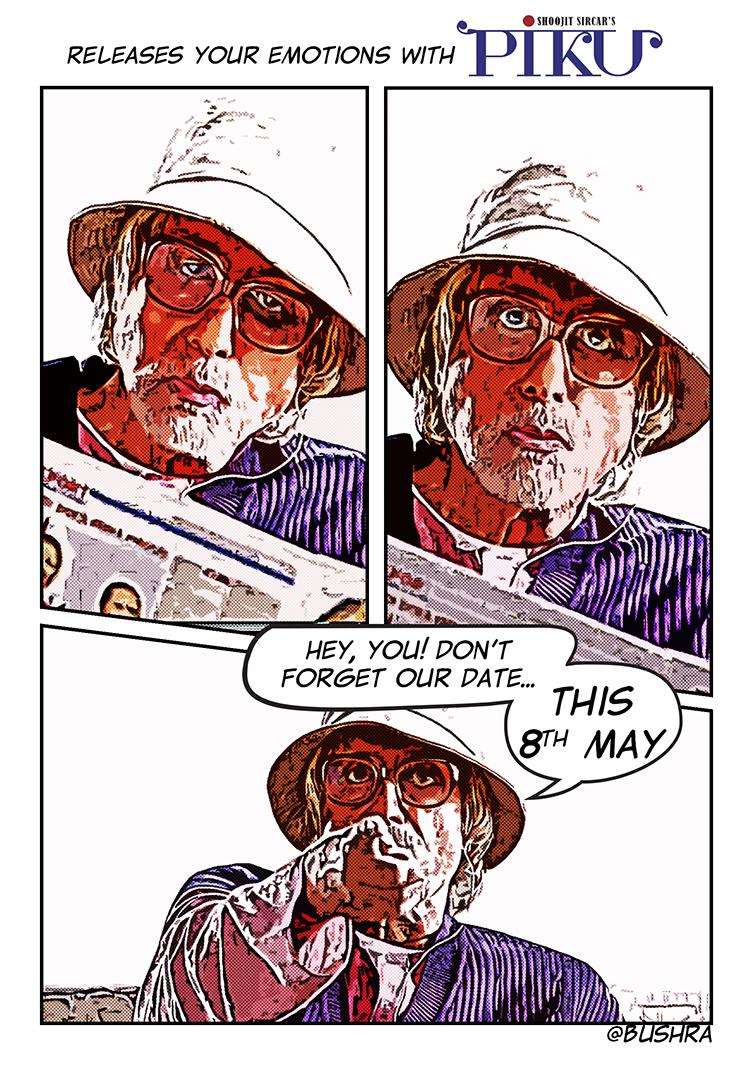 SHOOJIT SIRCAR'S
RELEASES YOUR EMOTIONS WITH PIKU
HEY, YOU! DON'T
FORGET OUR DATE...
THIS
8TH MAY
@BUSHRA